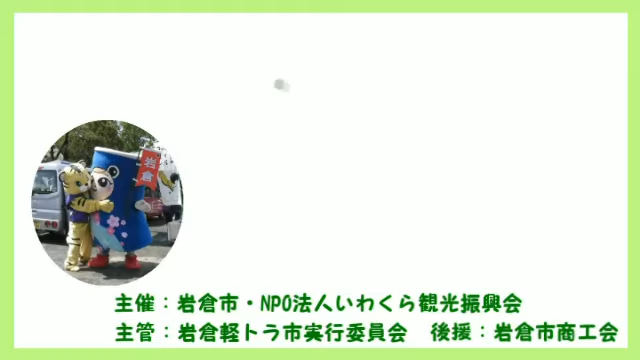 岩倉
主催：岩倉市・NPO法人いわくら観光振興会
主管：岩倉軽トラ市実行委員会　後援：岩倉市商工会